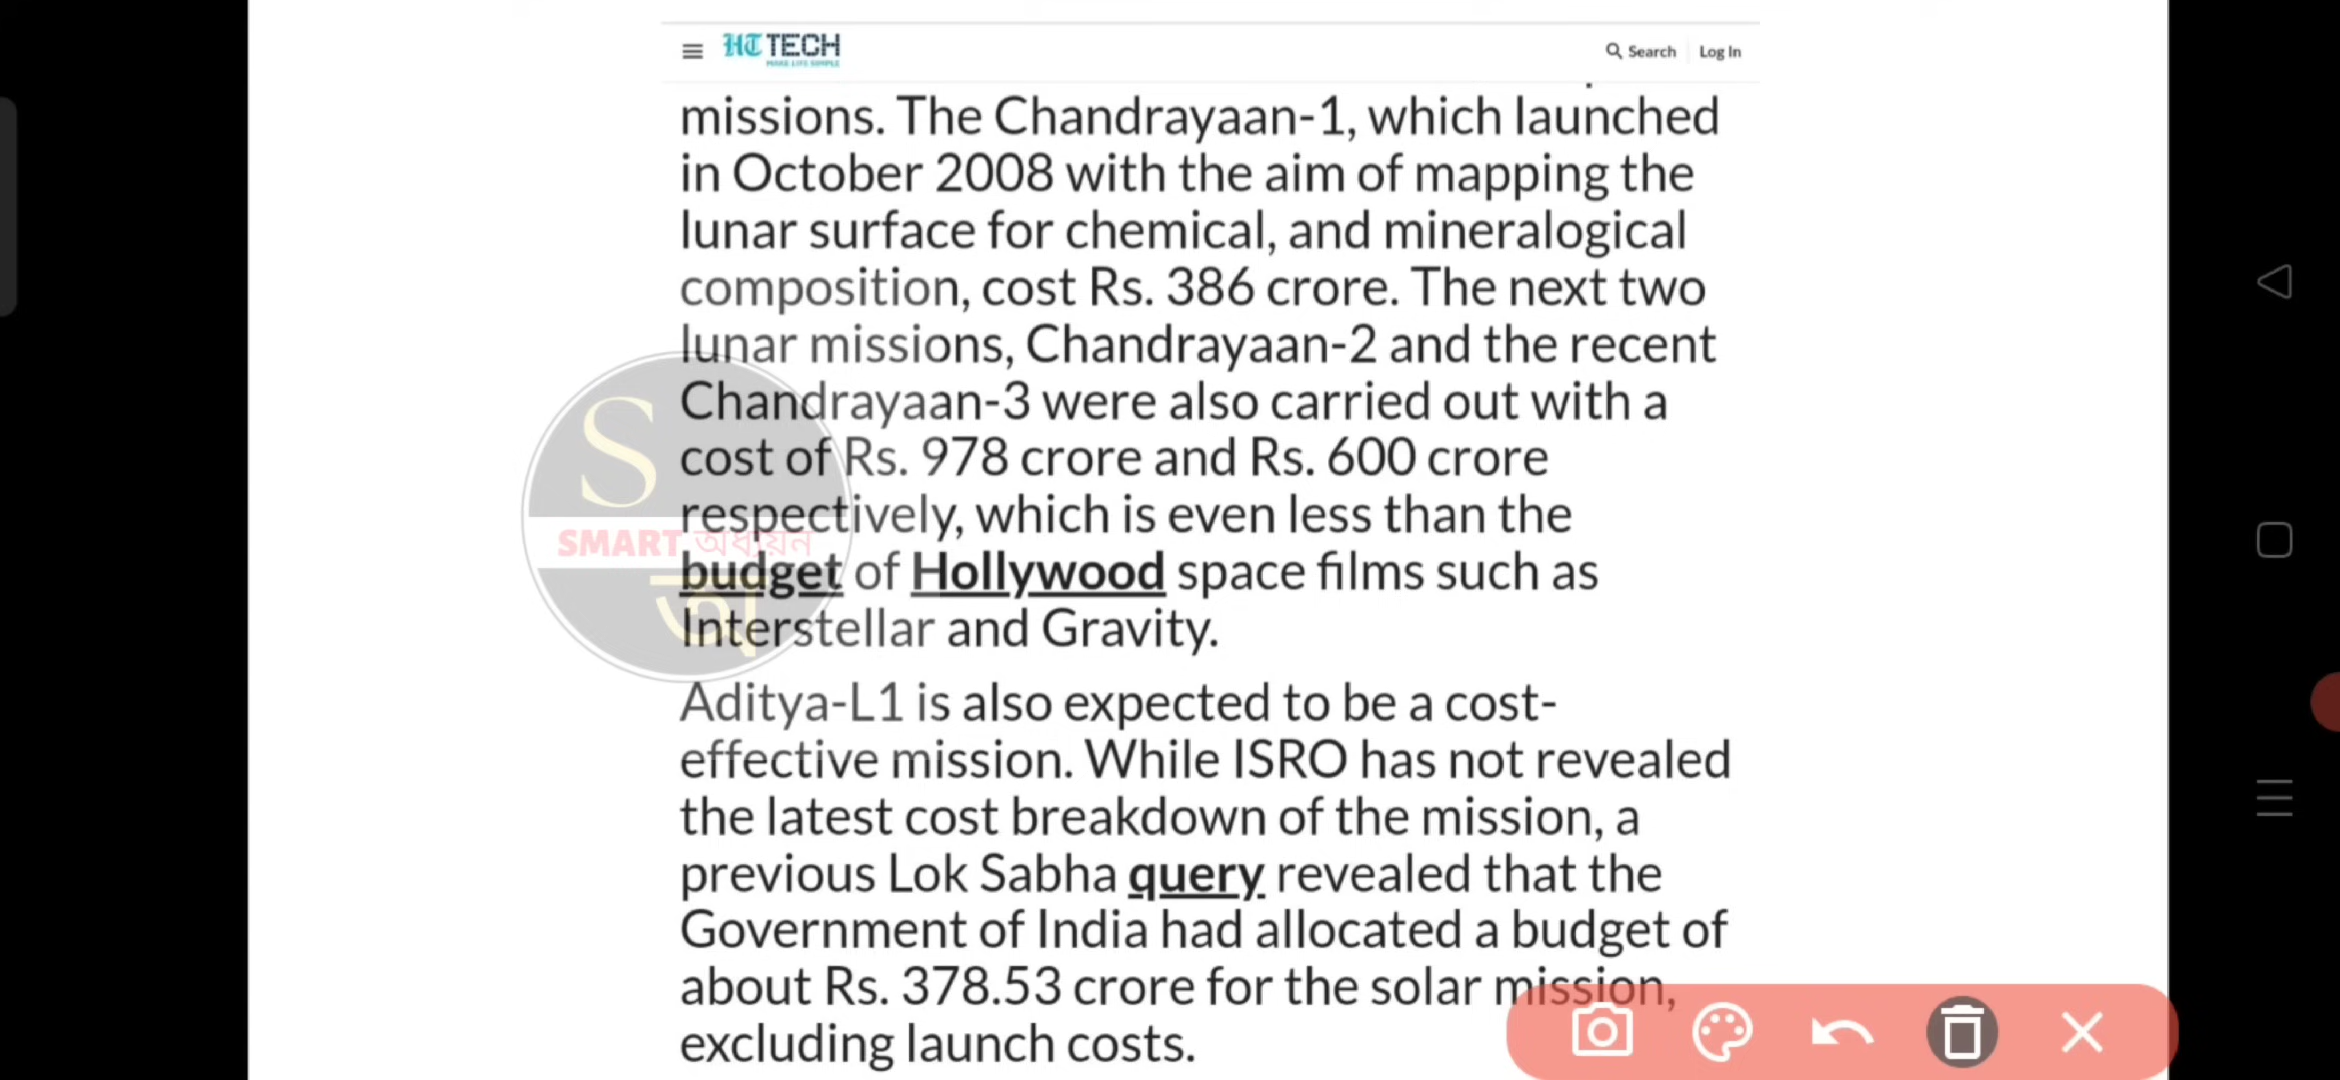 HT TECH
MAKE LIFE SIMPLE
Search
Log In
missions. The Chandrayaan-1, which launched
in October 2008 with the aim of mapping the
lunar surface for chemical, and mineralogical
composition, cost Rs. 386 crore. The next two
lunar missions, Chandrayaan-2 and the recent
Chandrayaan-3 were also carried out with a
cost of Rs. 978 crore and Rs. 600 crore
respectively, which is even less than the
budget of Hollywood space films such as
Interstellar and Gravity.
S
SMART অধ্যয়ন
অ
Aditya-L1 is also expected to be a cost-
effective mission. While ISRO has not revealed
the latest cost breakdown of the mission, a
previous Lok Sabha query revealed that the
Government of India had allocated a budget of
about Rs. 378.53 crore for the solar mission,
excluding launch costs.